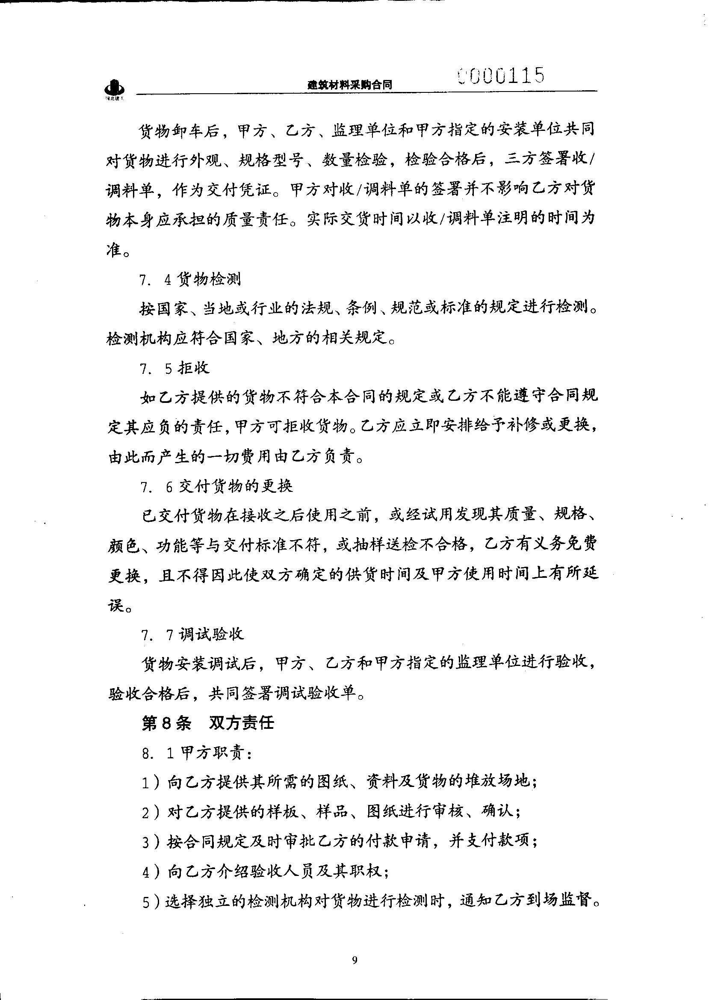 建筑材料采购合同
0000115
河北建工
货物卸车后，甲方、乙方、监理单位和甲方指定的安装单位共同
对货物进行外观、规格型号、数量检验，检验合格后，三方签署收/
调料单，作为交付凭证。甲方对收/调料单的签署并不影响乙方对货
物本身应承担的质量责任。实际交货时间以收/调料单注明的时间为
准。
7. 4 货物检测
按国家、当地或行业的法规、条例、规范或标准的规定进行检测。
检测机构应符合国家、地方的相关规定。
7. 5 拒收
如乙方提供的货物不符合本合同的规定或乙方不能遵守合同规
定其应负的责任，甲方可拒收货物。乙方应立即安排给予补修或更换，
由此而产生的一切费用由乙方负责。
7. 6 交付货物的更换
已交付货物在接收之后使用之前，或经试用发现其质量、规格、
颜色、功能等与交付标准不符，或抽样送检不合格，乙方有义务免费
更换，且不得因此使双方确定的供货时间及甲方使用时间上有所延
误。
7. 7 调试验收
货物安装调试后，甲方、乙方和甲方指定的监理单位进行验收，
验收合格后，共同签署调试验收单。
第 8 条　双方责任
8. 1 甲方职责：
1）向乙方提供其所需的图纸、资料及货物的堆放场地；
2）对乙方提供的样板、样品、图纸进行审核、确认；
3）按合同规定及时审批乙方的付款申请，并支付款项；
4）向乙方介绍验收人员及其职权；
5）选择独立的检测机构对货物进行检测时，通知乙方到场监督。
9